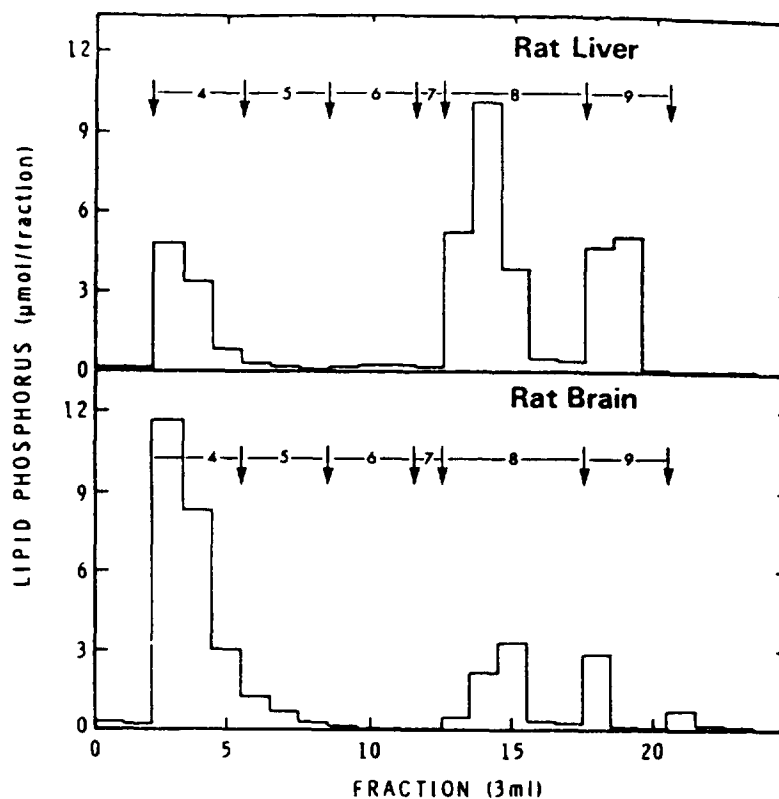 Rat Liver
12
9
6
3
0
4 5 6 7 8 9
Rat Brain
12
9
6
3
0
4 5 6 7 8 9
0 5 10 15 20
FRACTION (3ml)
LIPID PHOSPHORUS (μmol/fraction)